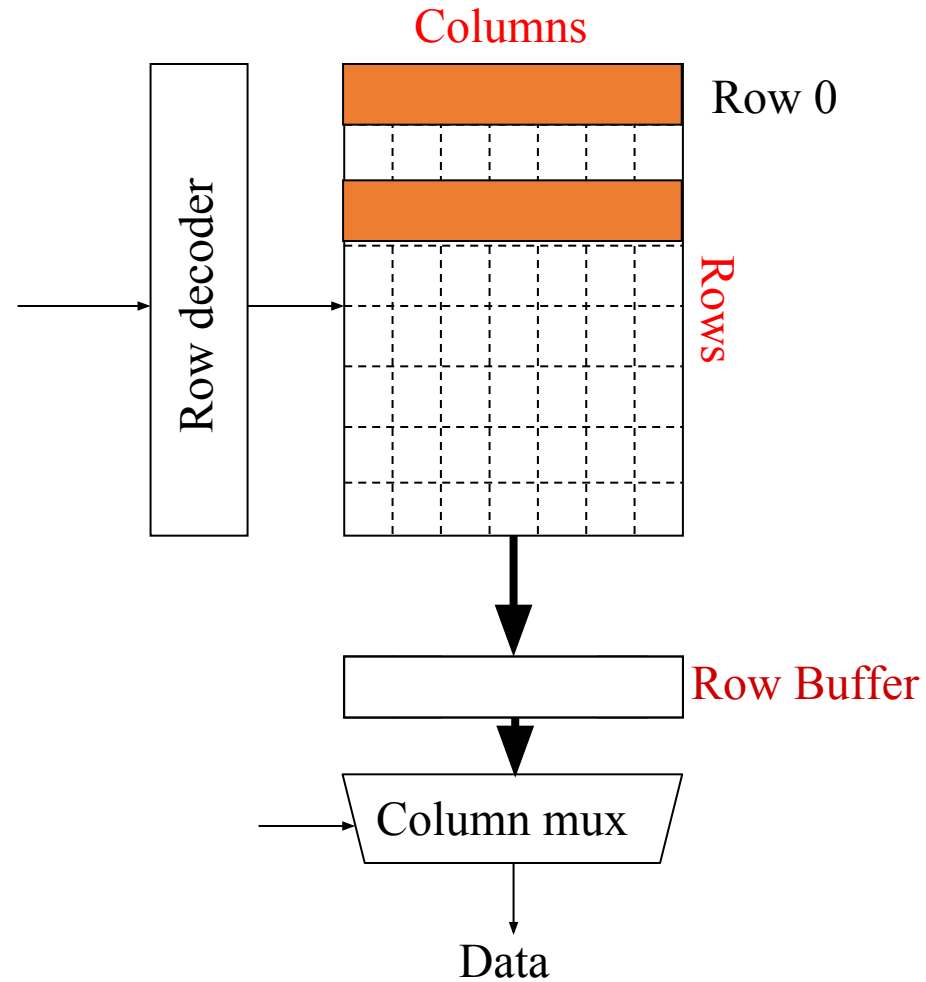 Columns
Row 0
Row decoder
Rows
Row Buffer
Column mux
Data